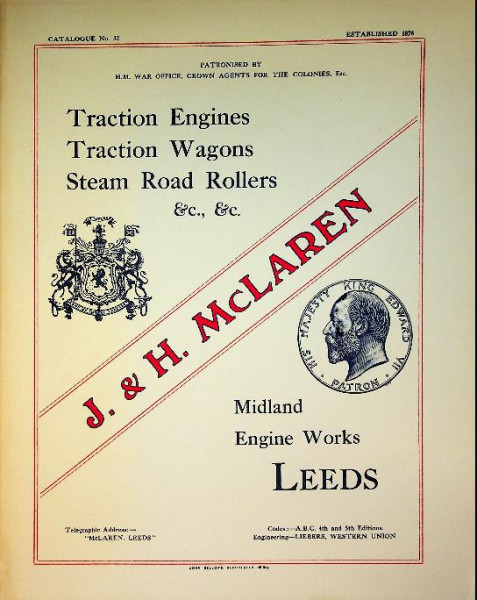 CATALOGUE No. 32
ESTABLISHED 1876
PATRONISED BY
H.M. WAR OFFICE, CROWN AGENTS FOR THE COLONIES, Etc.
Traction Engines
Traction Wagons
Steam Road Rollers
&c., &c.
J. & H. McLAREN
HIS MAJESTY KING EDWARD VII
PATRON
Midland
Engine Works
LEEDS
Telegraphic Address:—
"McLAREN, LEEDS"
Codes:—A.B.C. 4th and 5th Editions.
Engineering—LIEBERS, WESTERN UNION